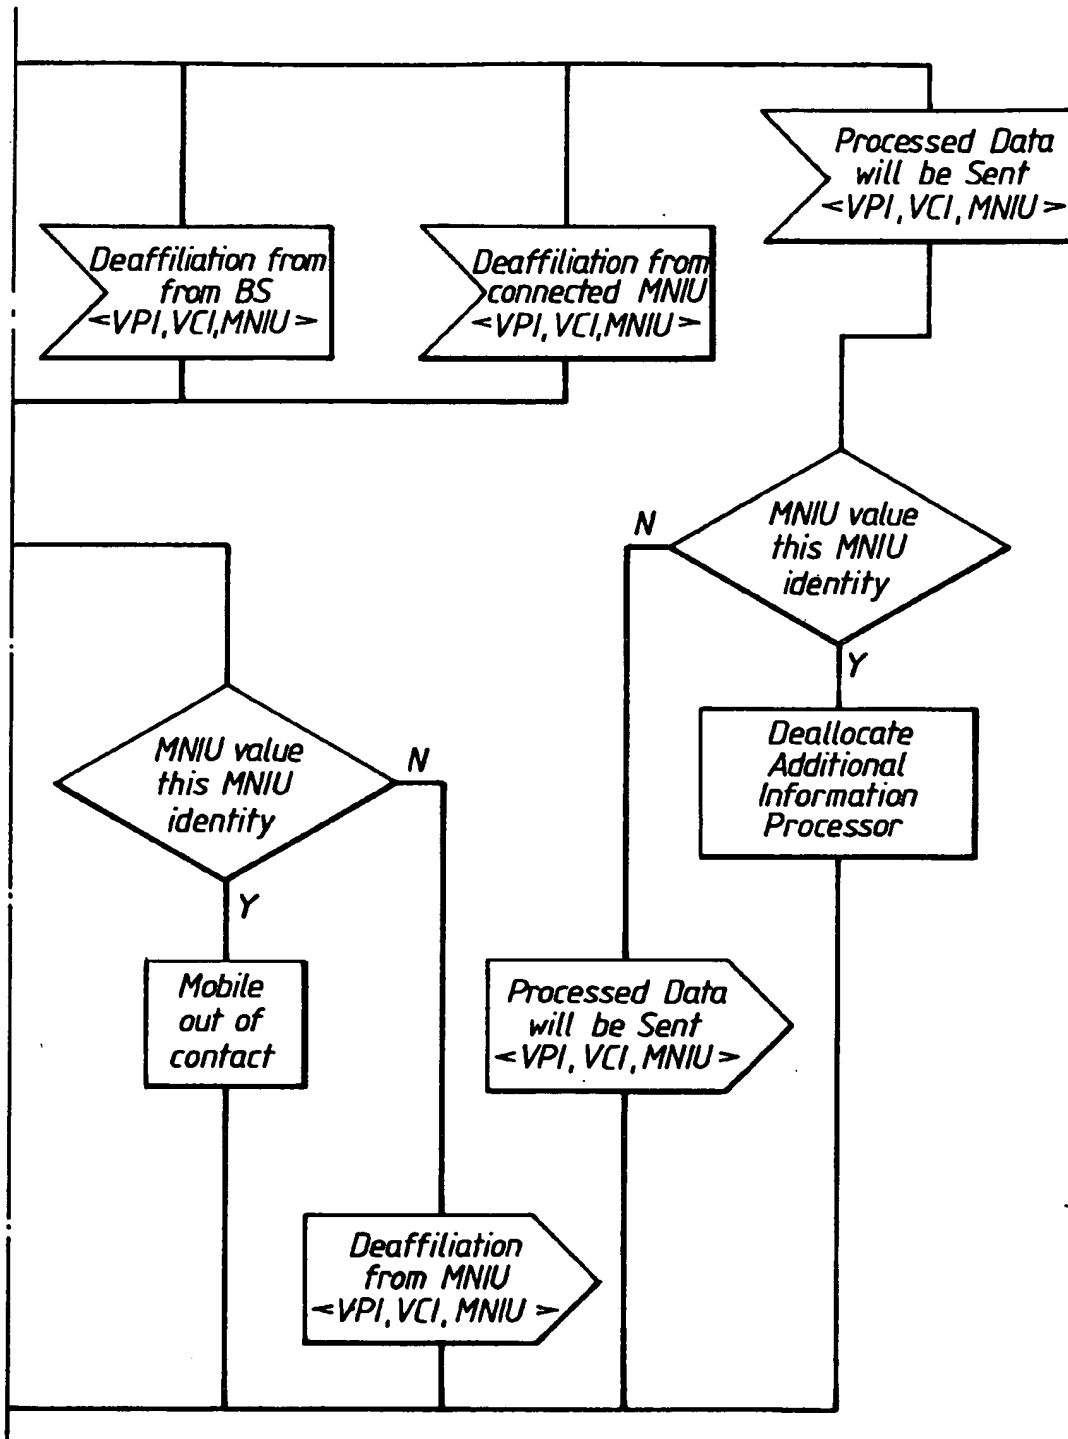 Processed Data
will be Sent
<VPI, VCI, MNIU>
Deaffiliation from
from BS
<VPI,VCI,MNIU>
Deaffiliation from
connected MNIU
<VPI, VCI,MNIU>
MNIU value
this MNIU
identity
N
Y
Deallocate
Additional
Information
Processor
MNIU value
this MNIU
identity
N
Y
Mobile
out of
contact
Processed Data
will be Sent
<VPI, VCI, MNIU>
Deaffiliation
from MNIU
<VPI, VCI, MNIU>